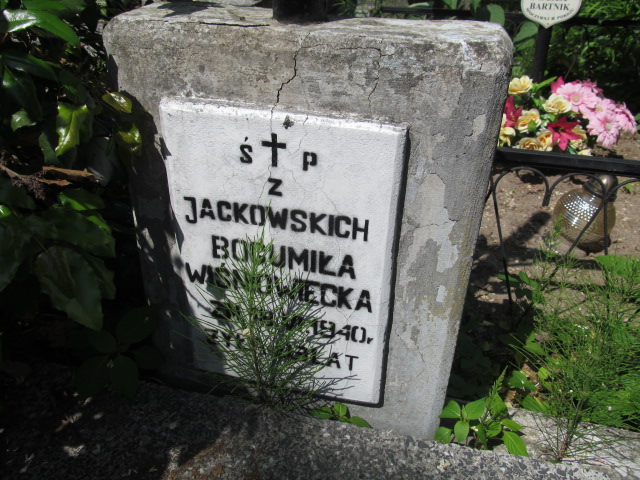 BARTNIK
Ś P
Z
JACKOWSKICH
BOGUMIŁA
WIŚNIOWIECKA
1940 r.
LAT